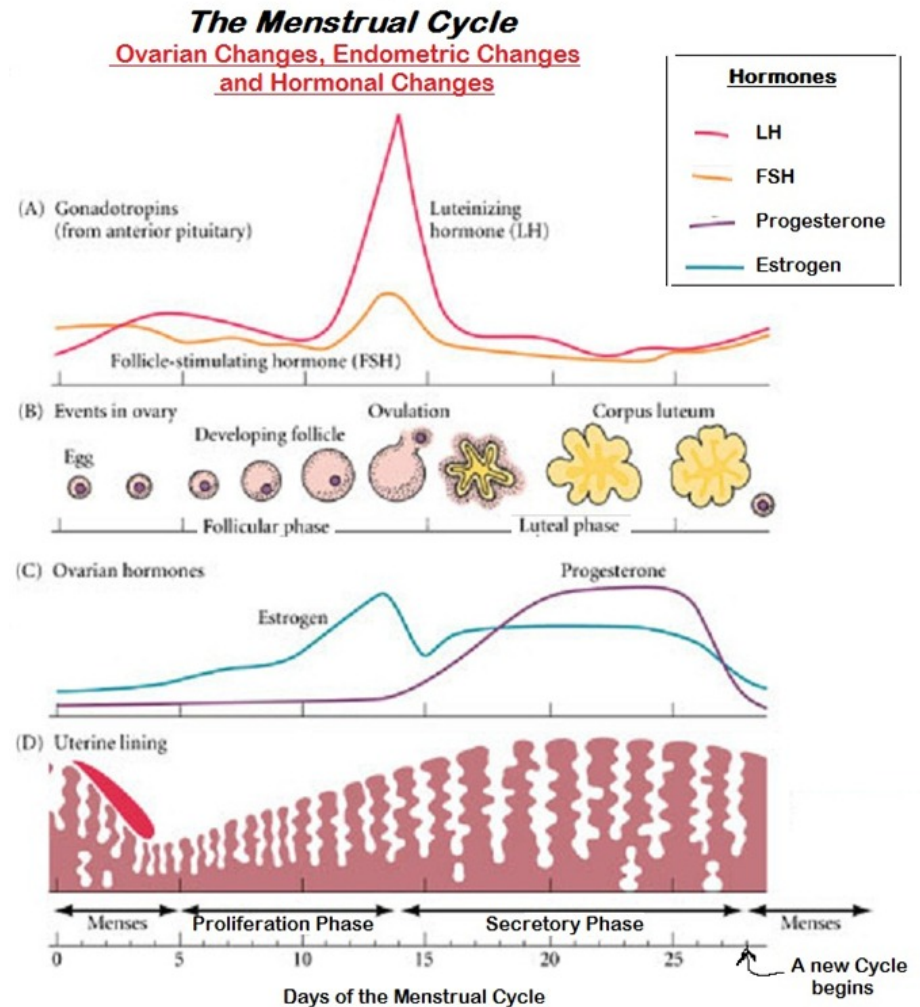 The Menstrual Cycle
Ovarian Changes, Endometric Changes
and Hormonal Changes
Hormones
LH
FSH
Progesterone
Estrogen
(A) Gonadotropins
(from anterior pituitary)
Luteinizing
hormone (LH)
Follicle-stimulating hormone (FSH)
(B) Events in ovary
Ovulation
Corpus luteum
Developing follicle
Egg
Follicular phase
Luteal phase
(C) Ovarian hormones
Progesterone
Estrogen
(D) Uterine lining
Menses
Proliferation Phase
Secretory Phase
Menses
0 5 10 15 20 25
A new Cycle
begins
Days of the Menstrual Cycle